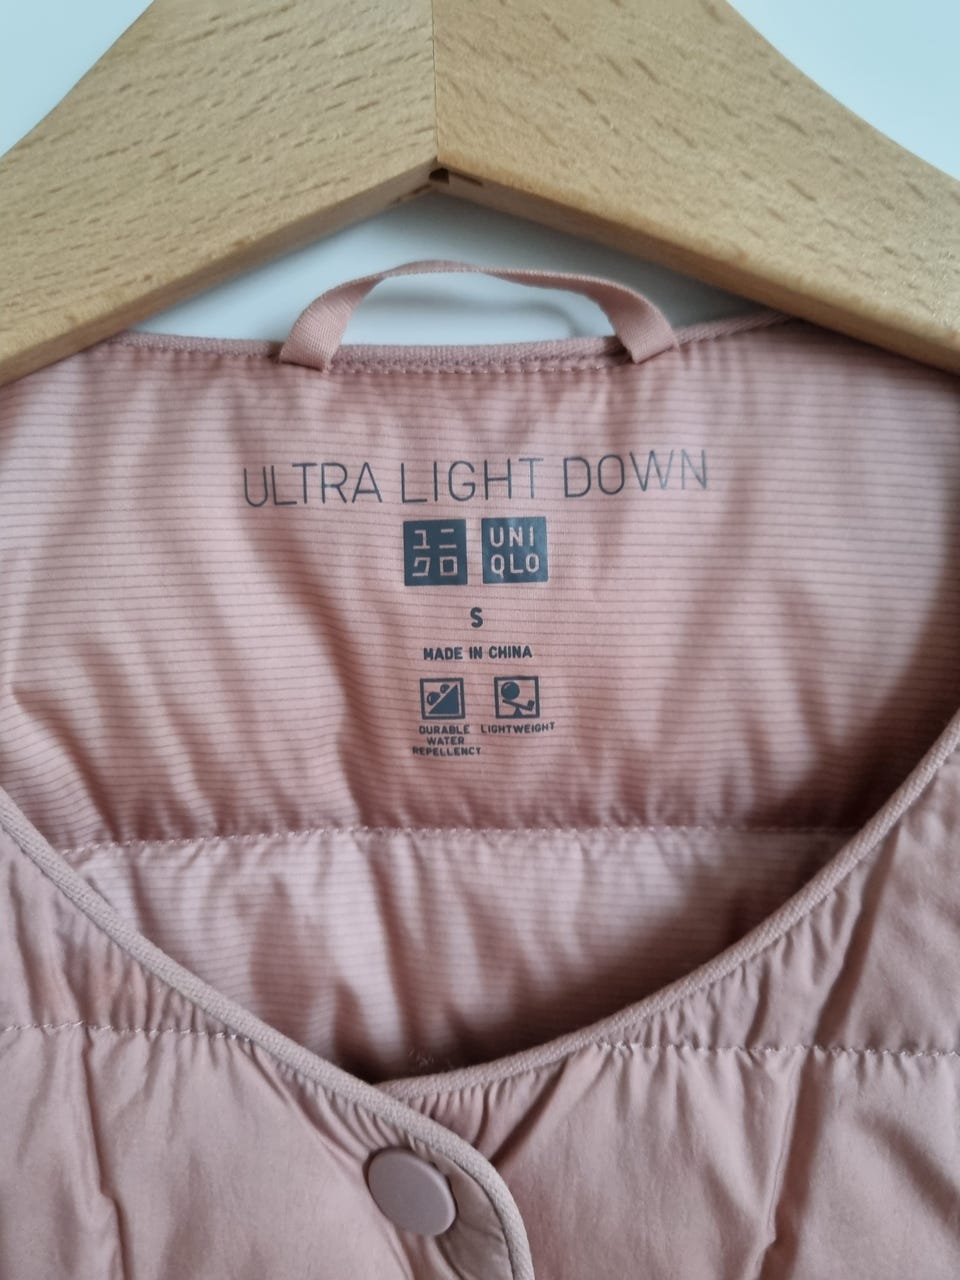 ULTRA LIGHT DOWN
ユニ UNI
クロ QLO
S
MADE IN CHINA
DURABLE LIGHTWEIGHT
WATER
REPELLENCY